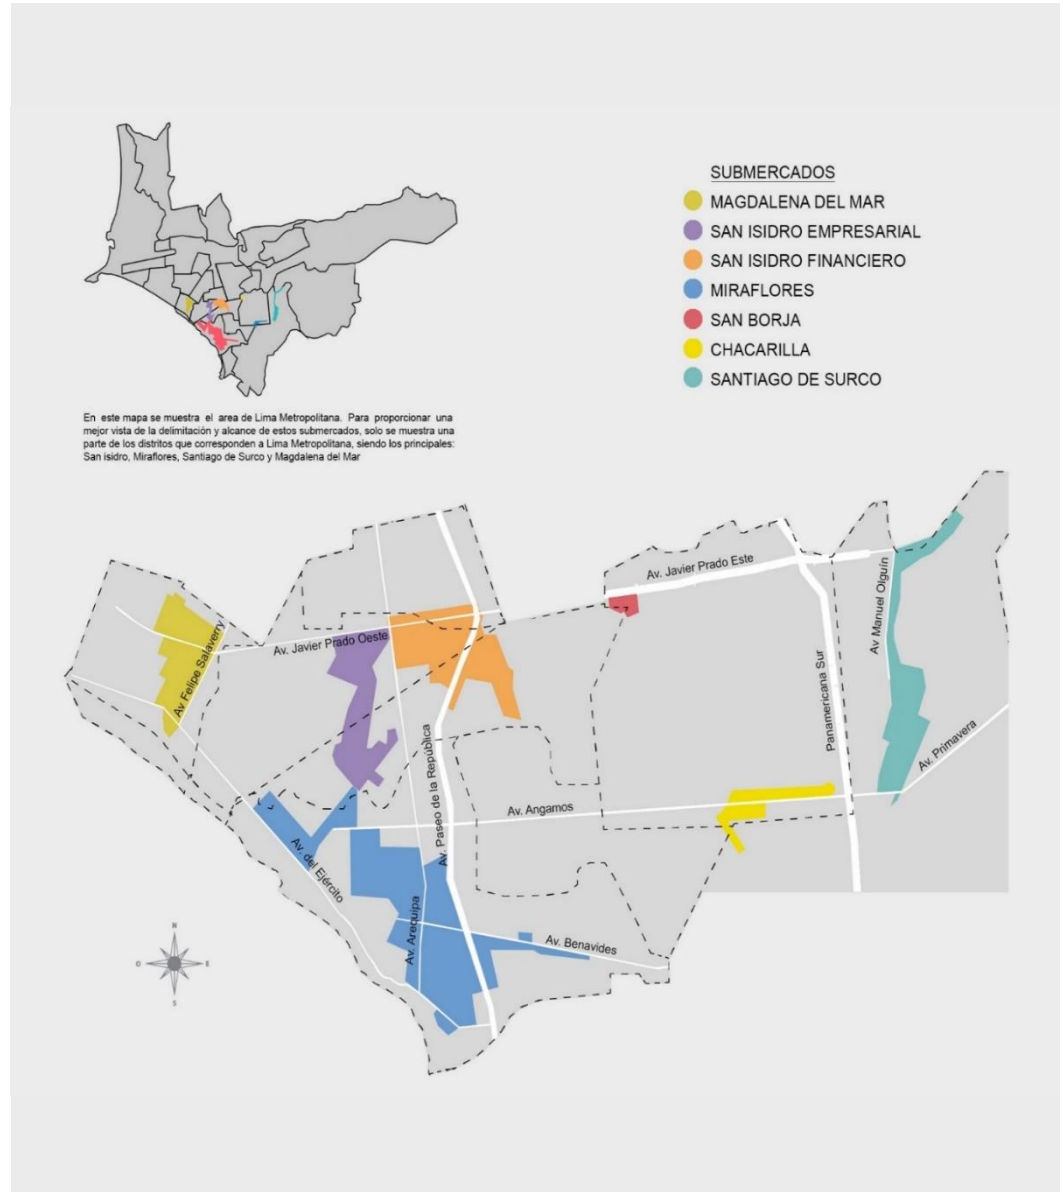 SUBMERCADOS
MAGDALENA DEL MAR
SAN ISIDRO EMPRESARIAL
SAN ISIDRO FINANCIERO
MIRAFLORES
SAN BORJA
CHACARILLA
SANTIAGO DE SURCO
En este mapa se muestra el area de Lima Metropolitana. Para proporcionar una
mejor vista de la delimitación y alcance de estos submercados, solo se muestra una
parte de los distritos que corresponden a Lima Metropolitana, siendo los principales:
San isidro, Miraflores, Santiago de Surco y Magdalena del Mar
Av. Javier Prado Este
Av Manuel Olguín
Av. Javier Prado Oeste
Av Felipe Salaverry
Panamericana Sur
Av. Primavera
Av. Paseo de la República
Av. Angamos
Av. del Ejército
Av. Arequipa
Av. Benavides
N
O
E
S